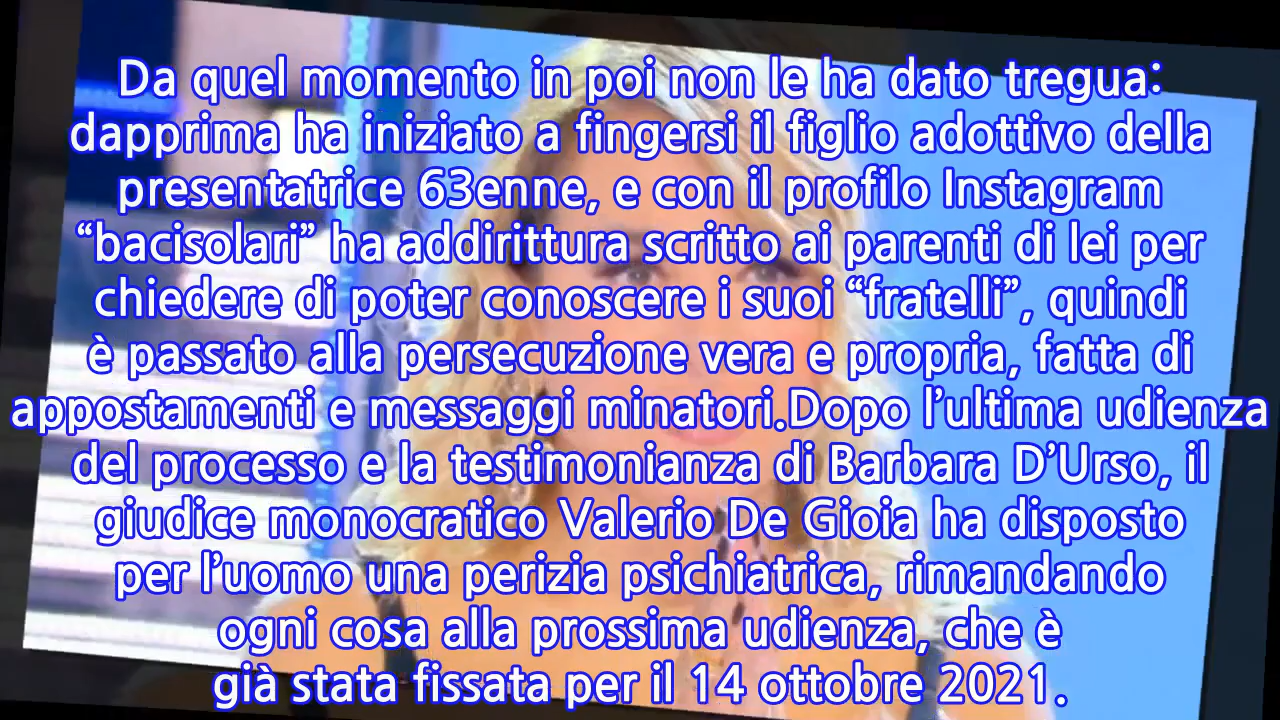 Da quel momento in poi non le ha dato tregua:
dapprima ha iniziato a fingersi il figlio adottivo della
presentatrice 63enne, e con il profilo Instagram
“bacisolari” ha addirittura scritto ai parenti di lei per
chiedere di poter conoscere i suoi “fratelli”, quindi
è passato alla persecuzione vera e propria, fatta di
appostamenti e messaggi minatori.Dopo l’ultima udienza
del processo e la testimonianza di Barbara D’Urso, il
giudice monocratico Valerio De Gioia ha disposto
per l’uomo una perizia psichiatrica, rimandando
ogni cosa alla prossima udienza, che è
già stata fissata per il 14 ottobre 2021.